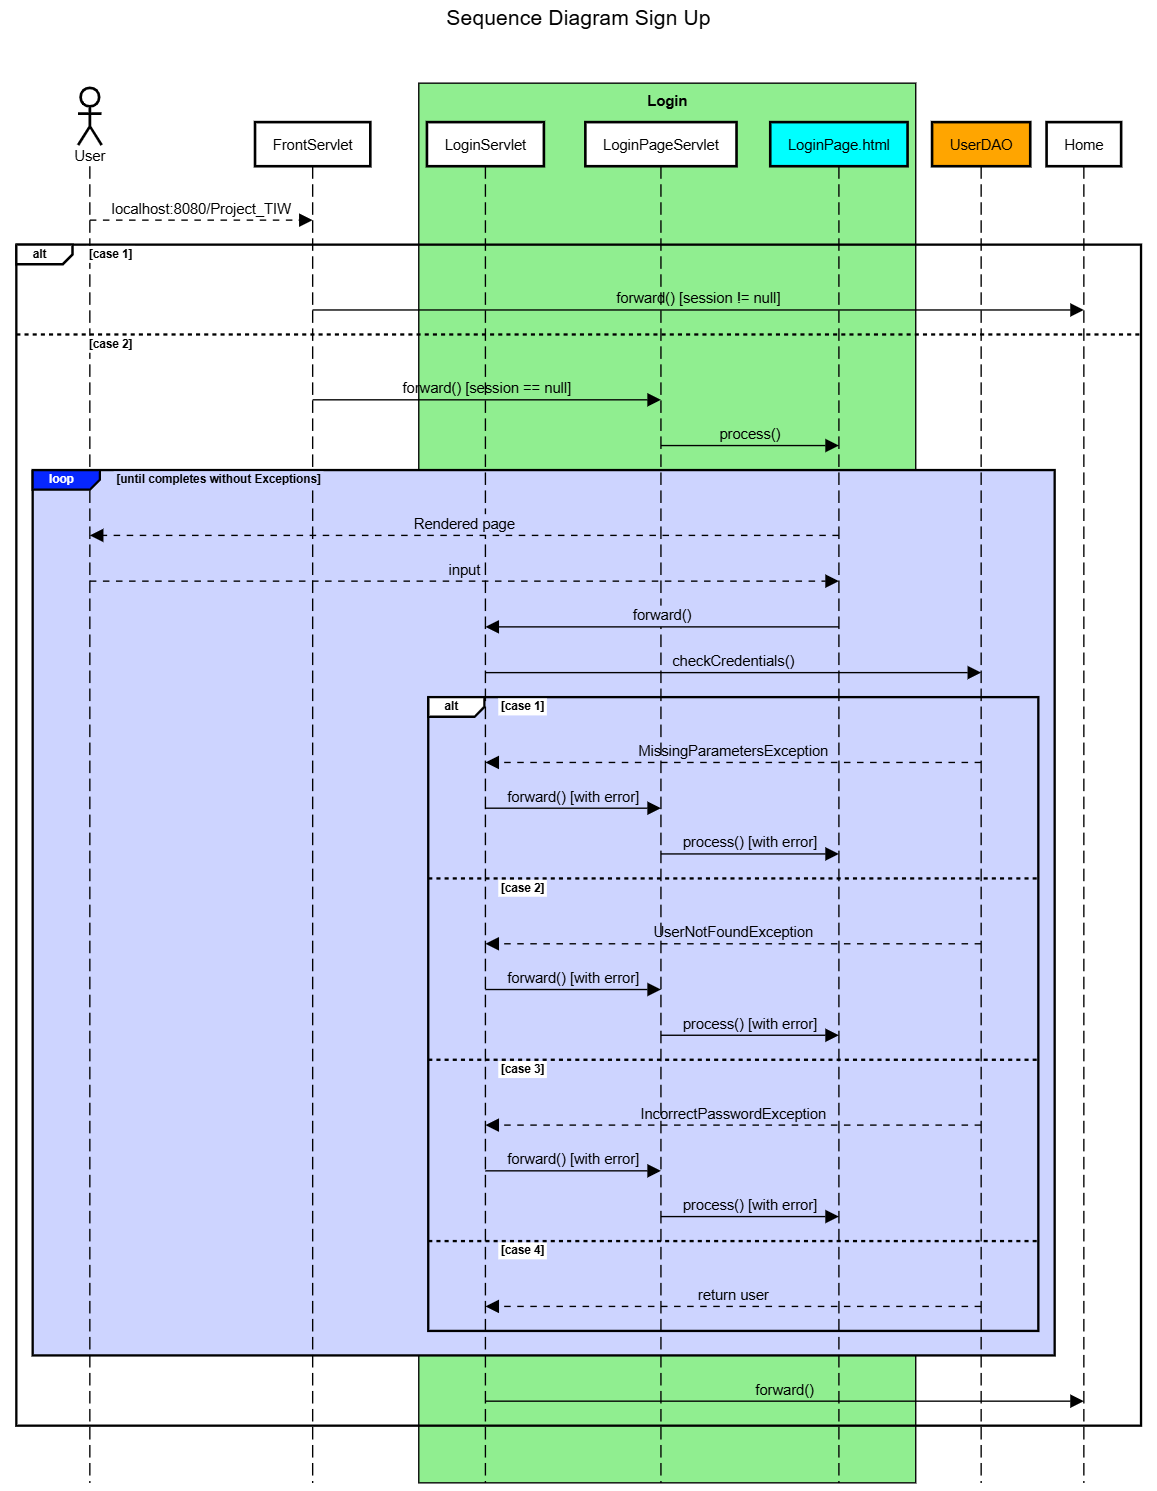 Sequence Diagram Sign Up
Login
User
FrontServlet
LoginServlet
LoginPageServlet
LoginPage.html
UserDAO
Home
localhost:8080/Project_TIW
alt
[case 1]
forward() [session != null]
[case 2]
forward() [session == null]
process()
loop
[until completes without Exceptions]
Rendered page
input
forward()
checkCredentials()
alt
[case 1]
MissingParametersException
forward() [with error]
process() [with error]
[case 2]
UserNotFoundException
forward() [with error]
process() [with error]
[case 3]
IncorrectPasswordException
forward() [with error]
process() [with error]
[case 4]
return user
forward()